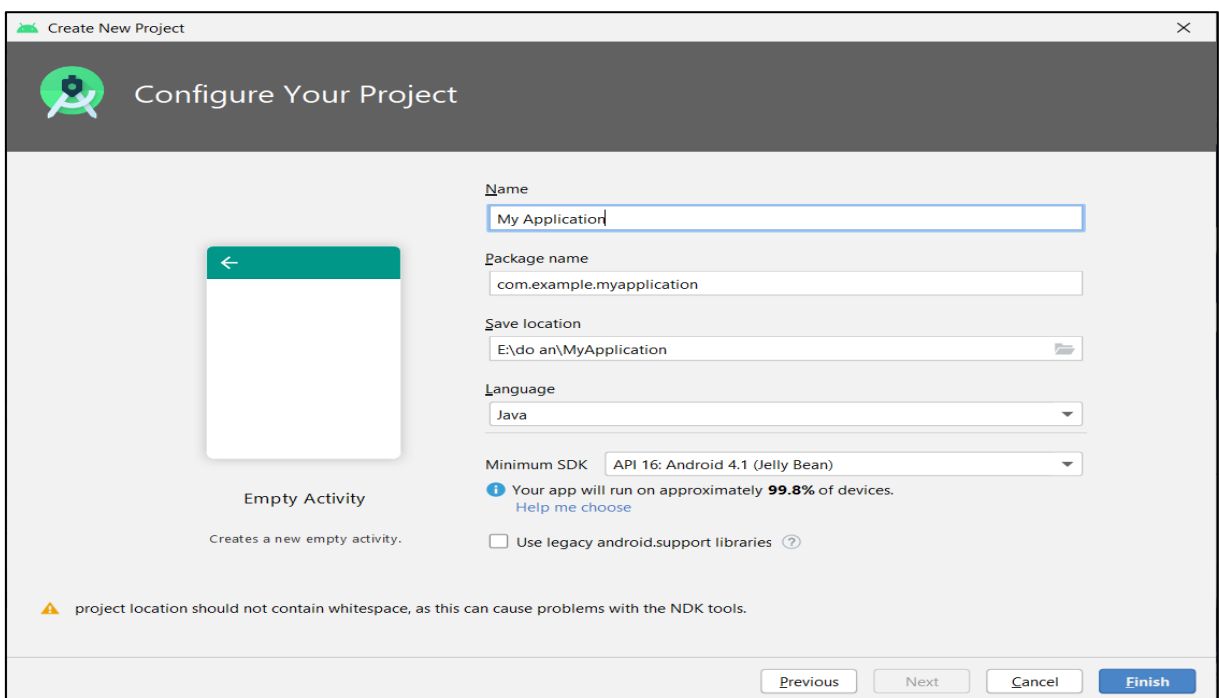 Create New Project
Configure Your Project
Name
My Application
Package name
com.example.myapplication
Save location
E:\do an\MyApplication
Language
Java
Minimum SDK API 16: Android 4.1 (Jelly Bean)
Your app will run on approximately 99.8% of devices.
Help me choose
Use legacy android.support libraries ?
Empty Activity
Creates a new empty activity.
project location should not contain whitespace, as this can cause problems with the NDK tools.
Previous Next Cancel Finish